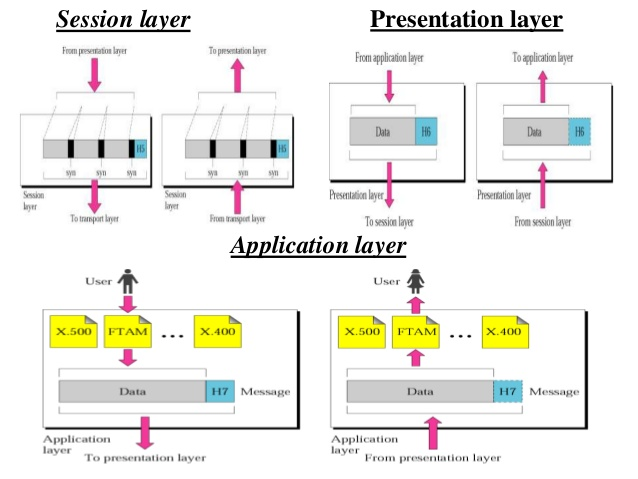 Session layer
Presentation layer
From presentation layer
To presentation layer
From application layer
To application layer
H5
syn syn syn
Session
layer
To transport layer
H5
syn syn syn
Session
layer
From transport layer
Data H6
Presentation layer
To session layer
Data H6
Presentation layer
From session layer
Application layer
User
X.500 FTAM ... X.400
Data H7 Message
Application
layer
To presentation layer
User
X.500 FTAM ... X.400
Data H7 Message
Application
layer
From presentation layer